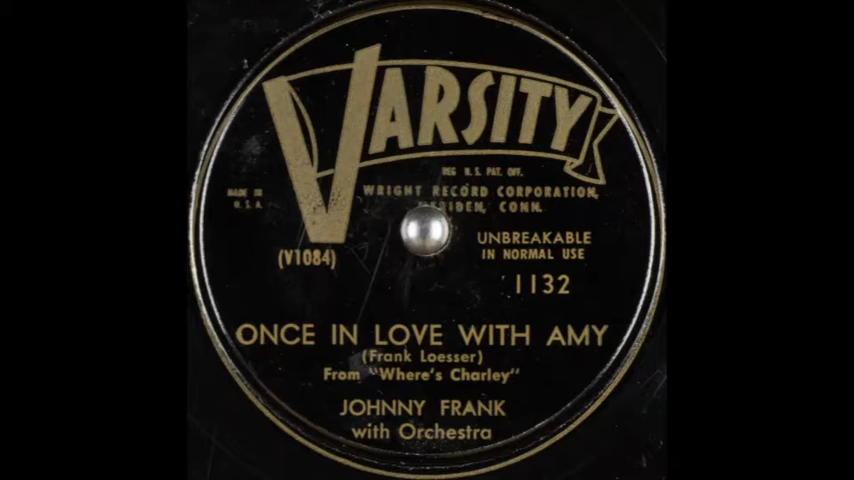 VARSITY
REG U.S. PAT. OFF.
MADE IN
U.S.A.
WRIGHT RECORD CORPORATION,
MERIDEN, CONN.
(V1084)
UNBREAKABLE
IN NORMAL USE
1132
ONCE IN LOVE WITH AMY
(Frank Loesser)
From "Where's Charley"
JOHNNY FRANK
with Orchestra